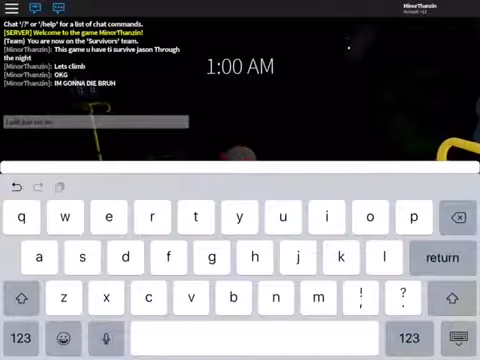 MinorThanzin
Account: <13
Chat '/?' or '/help' for a list of chat commands.
[SERVER] Welcome to the game MinorThanzin!
{Team} You are now on the 'Survivors' team.
[MinorThanzin]: This game u have ti survive jason Through
the night
[MinorThanzin]: Lets climb
[MinorThanzin]: OKG
[MinorThanzin]: IM GONNA DIE BRUH
1:00 AM
q w e r t y u i o p
a s d f g h j k l return
z x c v b n m ! , ? .
123 123